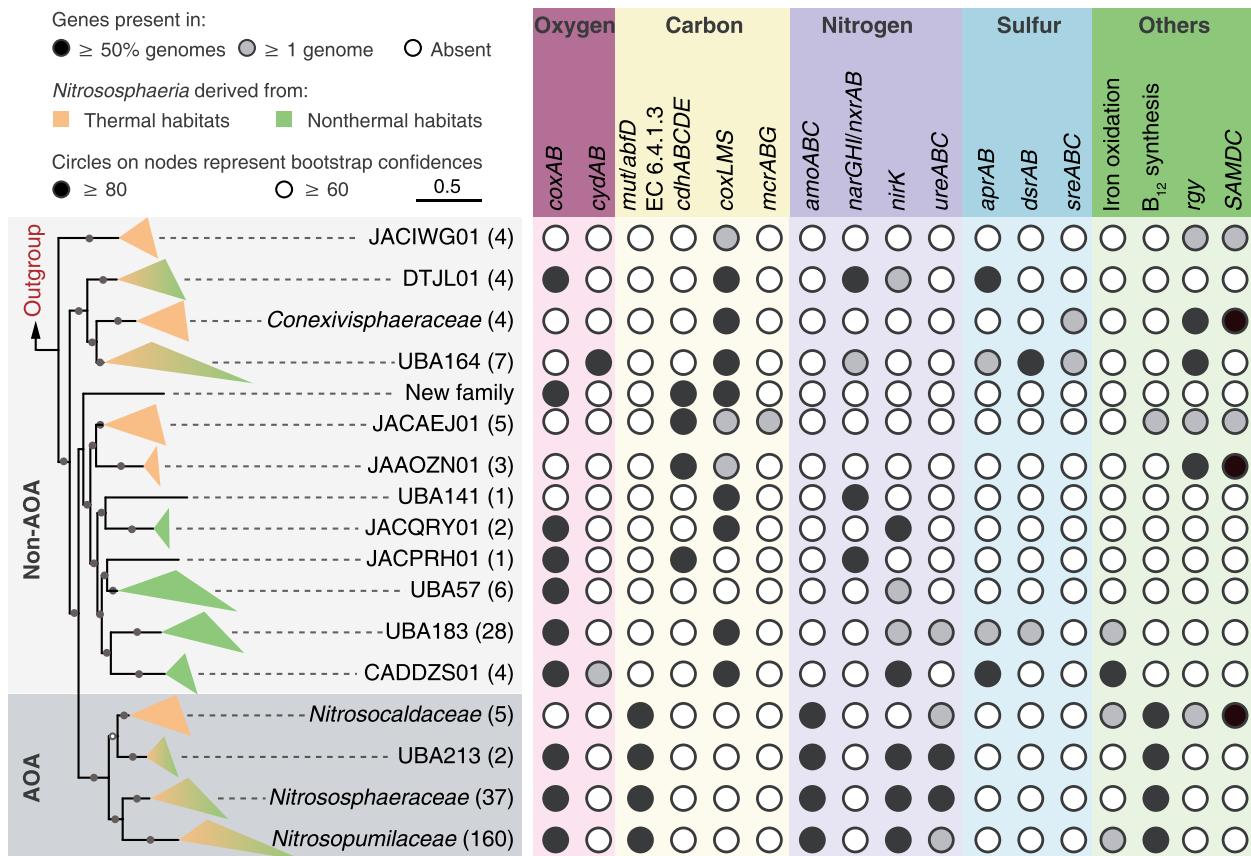 Genes present in:
≥ 50% genomes ≥ 1 genome Absent
Nitrososphaeria derived from:
Thermal habitats Nonthermal habitats
Circles on nodes represent bootstrap confidences
≥ 80 ≥ 60 0.5
Oxygen Carbon Nitrogen Sulfur Others
coxAB
cydAB
mut/abfD
EC 6.4.1.3
cdhABCDE
coxLMS
mcrABG
amoABC
narGHI/nxrAB
nirK
ureABC
aprAB
dsrAB
sreABC
Iron oxidation
B12 synthesis
rgy
SAMDC
Outgroup
Non-AOA
AOA
JACIWG01 (4)
DTJL01 (4)
Conexivisphaeraceae (4)
UBA164 (7)
New family
JACAEJ01 (5)
JAAOZN01 (3)
UBA141 (1)
JACQRY01 (2)
JACPRH01 (1)
UBA57 (6)
UBA183 (28)
CADDZS01 (4)
Nitrosocaldaceae (5)
UBA213 (2)
Nitrososphaeraceae (37)
Nitrosopumilaceae (160)